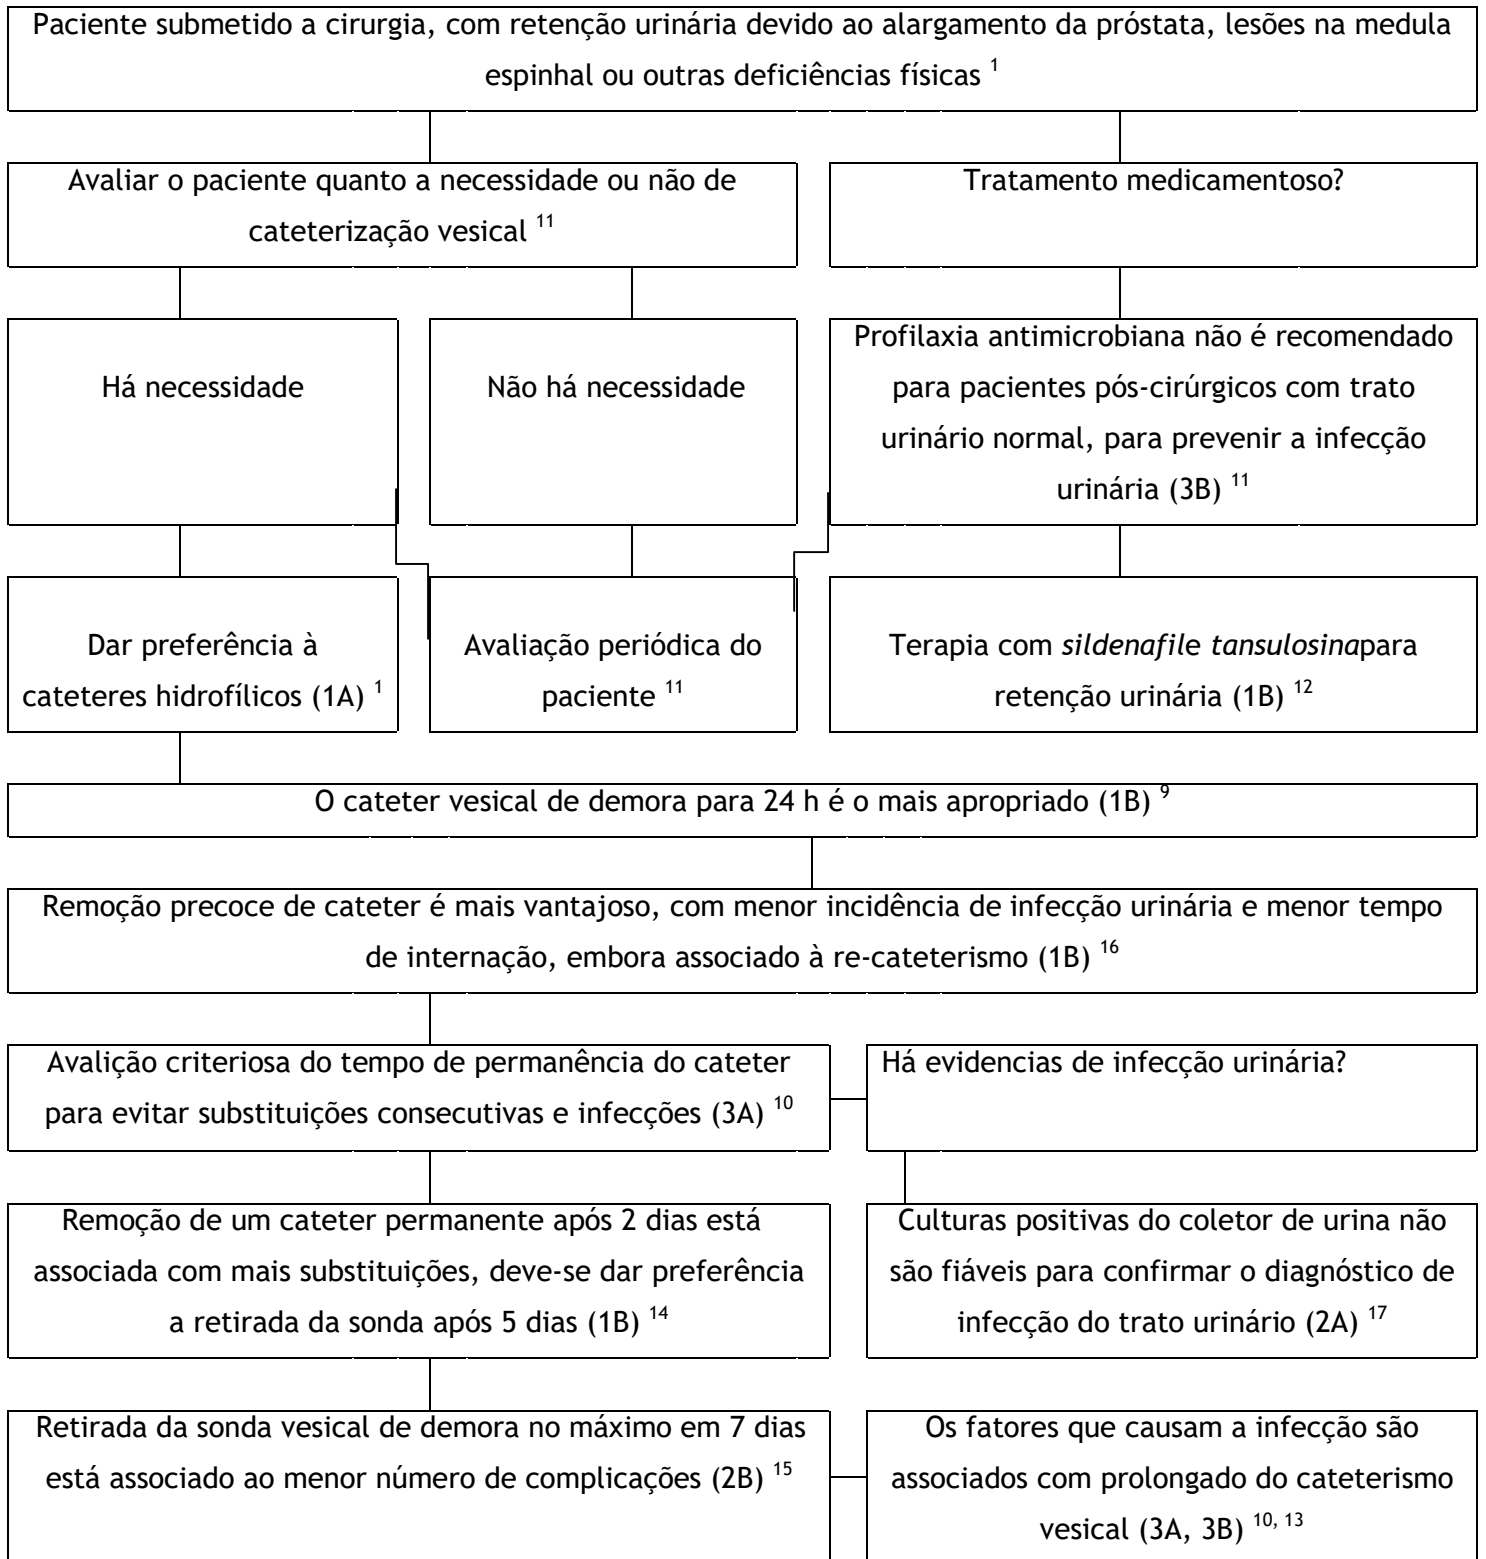 Paciente submetido a cirurgia, com retenção urinária devido ao alargamento da próstata, lesões na medula
espinhal ou outras deficiências físicas 1
Avaliar o paciente quanto a necessidade ou não de
cateterização vesical 11
Tratamento medicamentoso?
Há necessidade
Não há necessidade
Profilaxia antimicrobiana não é recomendado
para pacientes pós-cirúrgicos com trato
urinário normal, para prevenir a infecção
urinária (3B) 11
Dar preferência à
cateteres hidrofílicos (1A) 1
Avaliação periódica do
paciente 11
Terapia com sildenafile tansulosinapara
retenção urinária (1B) 12
O cateter vesical de demora para 24 h é o mais apropriado (1B) 9
Remoção precoce de cateter é mais vantajoso, com menor incidência de infecção urinária e menor tempo
de internação, embora associado à re-cateterismo (1B) 16
Avalição criteriosa do tempo de permanência do cateter
para evitar substituições consecutivas e infecções (3A) 10
Há evidencias de infecção urinária?
Remoção de um cateter permanente após 2 dias está
associada com mais substituições, deve-se dar preferência
a retirada da sonda após 5 dias (1B) 14
Culturas positivas do coletor de urina não
são fiáveis para confirmar o diagnóstico de
infecção do trato urinário (2A) 17
Retirada da sonda vesical de demora no máximo em 7 dias
está associado ao menor número de complicações (2B) 15
Os fatores que causam a infecção são
associados com prolongado do cateterismo
vesical (3A, 3B) 10, 13